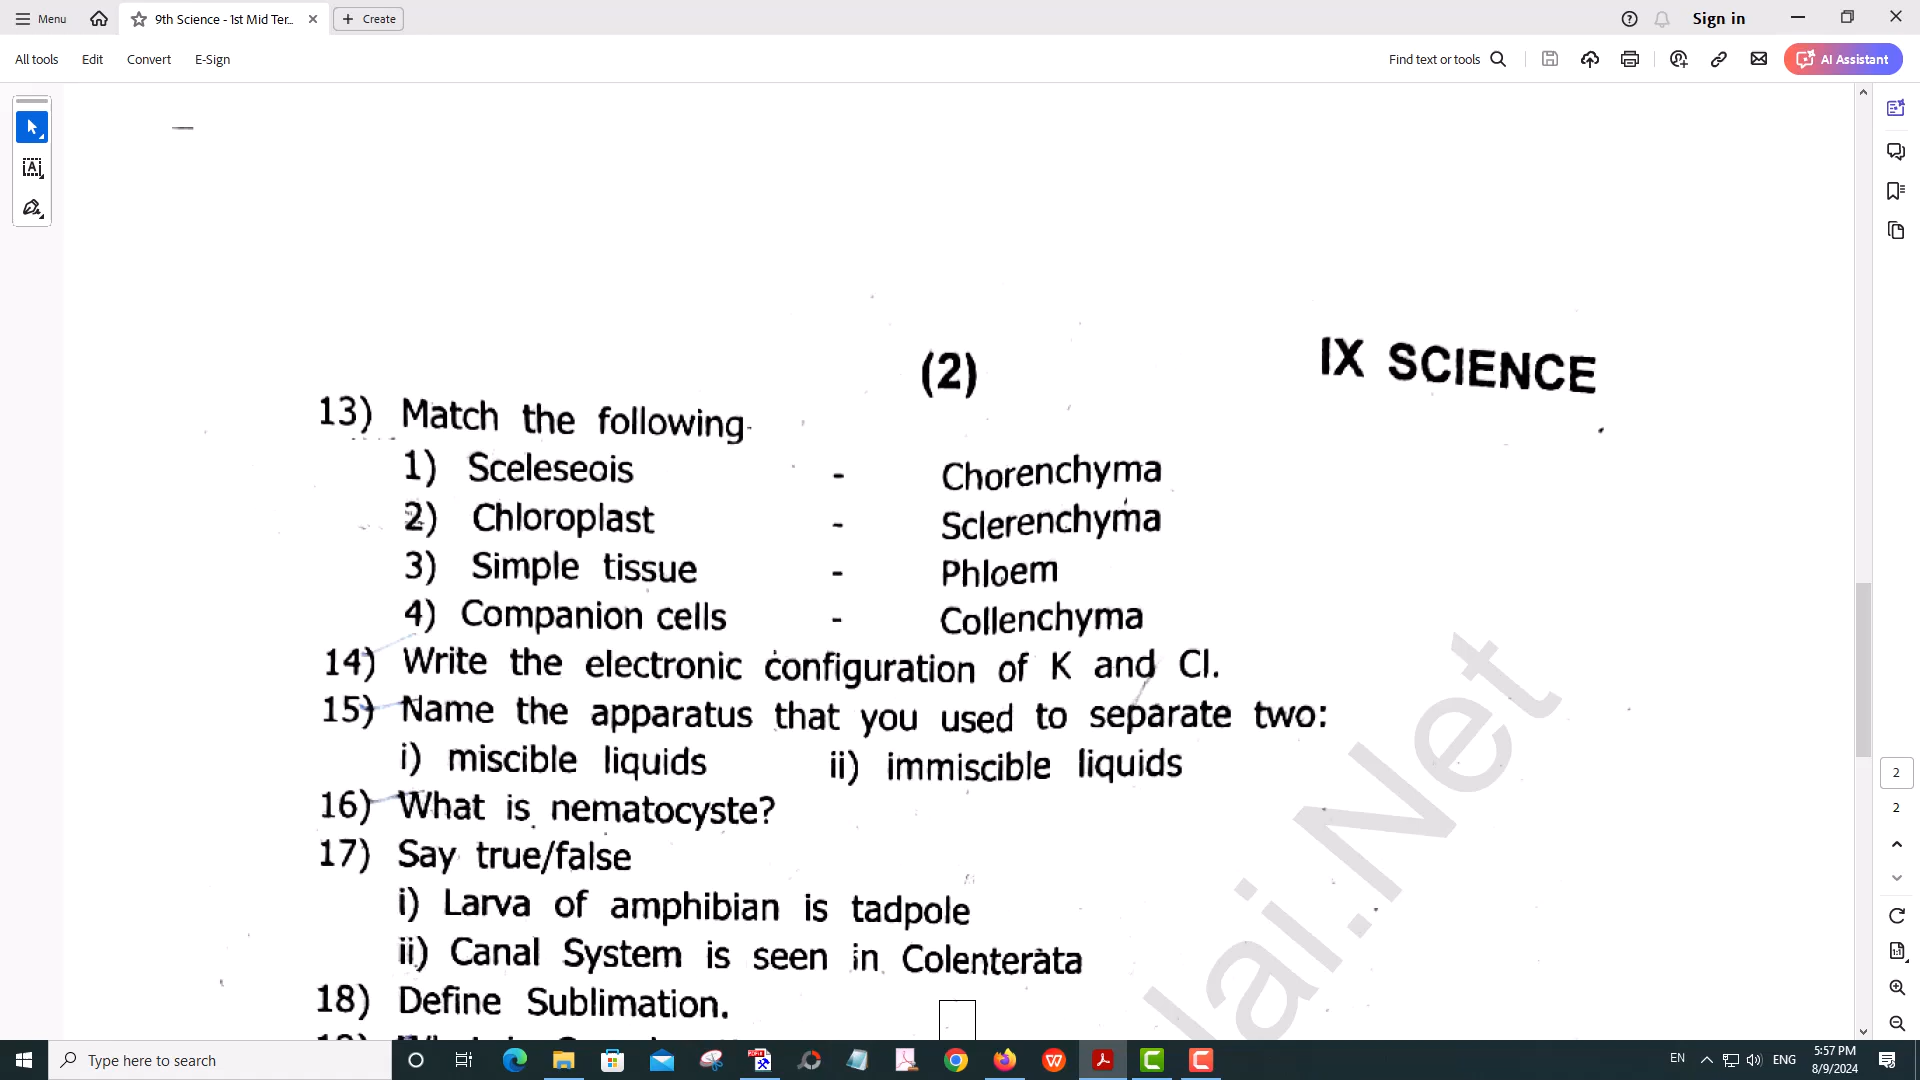 Menu
9th Science - 1st Mid Ter...
Create
Sign in
All tools Edit Convert E-Sign
Find text or tools
AI Assistant
(2)
IX SCIENCE
13) Match the following
1) Sceleseois - Chorenchyma
2) Chloroplast - Sclerenchyma
3) Simple tissue - Phloem
4) Companion cells - Collenchyma
14) Write the electronic configuration of K and Cl.
15) Name the apparatus that you used to separate two:
i) miscible liquids ii) immiscible liquids
16) What is nematocyste?
17) Say true/false
i) Larva of amphibian is tadpole
ii) Canal System is seen in Colenterata
18) Define Sublimation.
lai.Net
2
2
Type here to search
EN
ENG
5:57 PM
8/9/2024